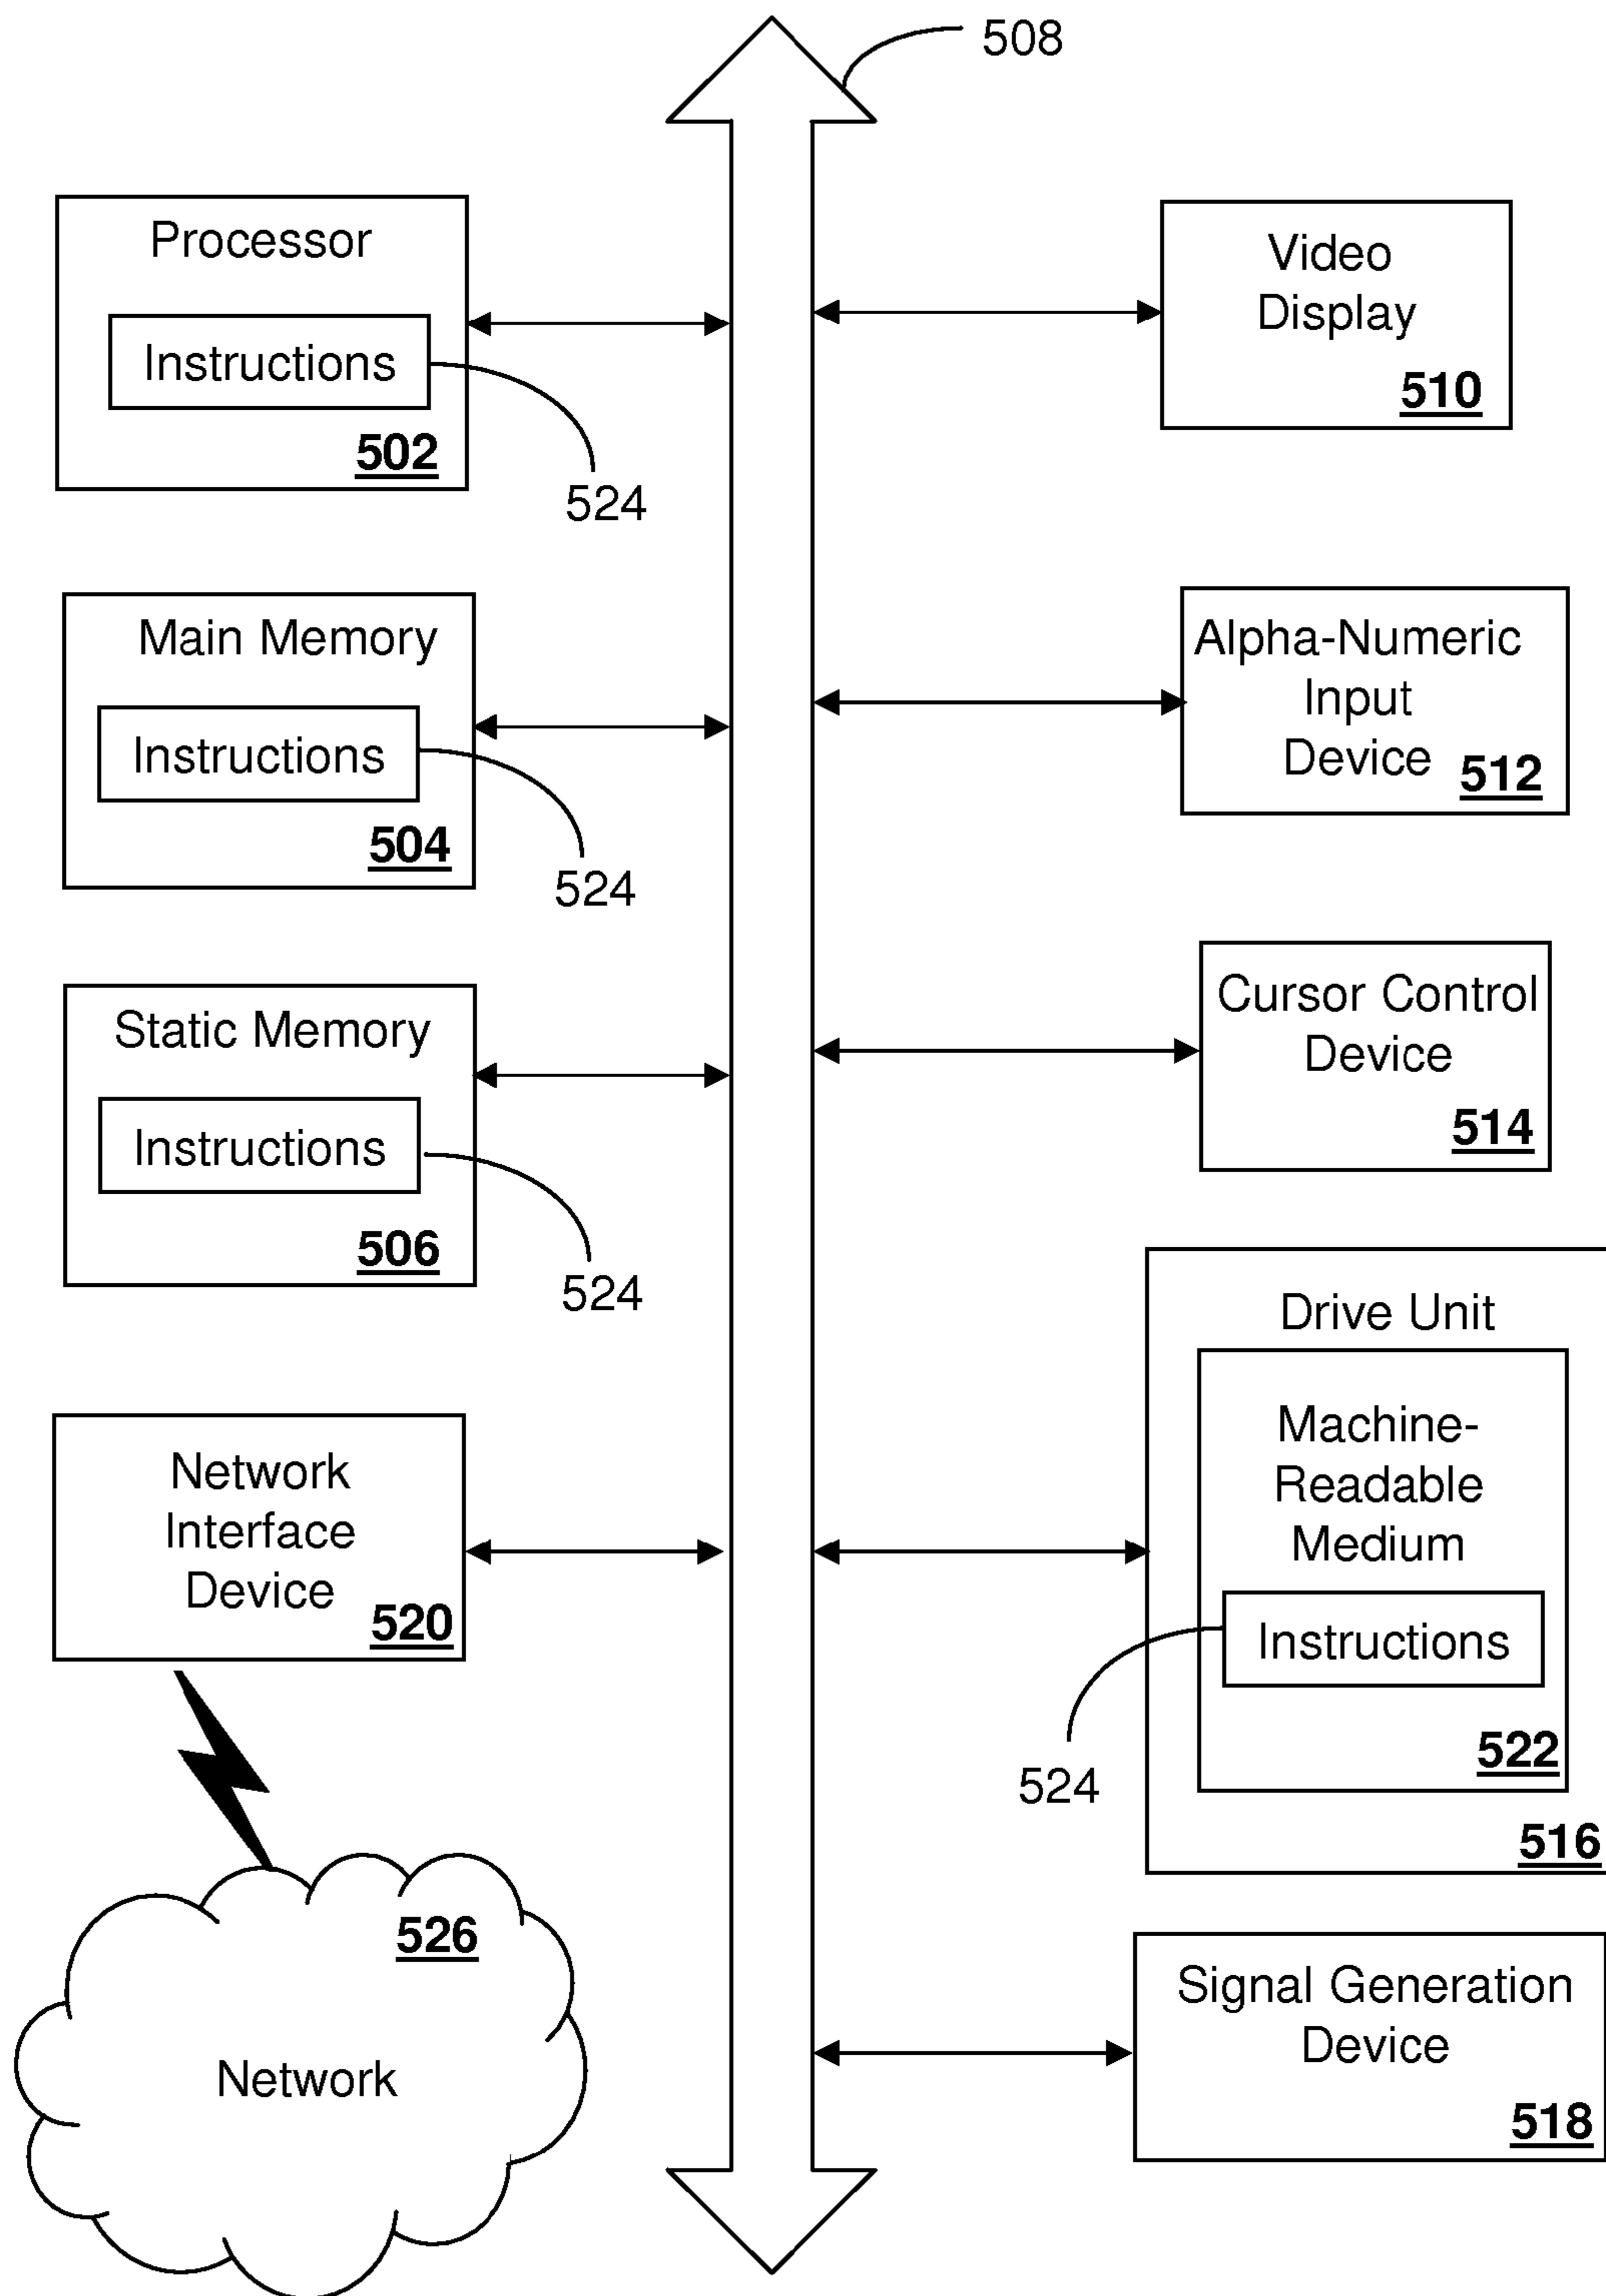 508
Processor
Instructions
502
524
Video
Display
510
Main Memory
Instructions
504
524
Alpha-Numeric
Input
Device
512
Static Memory
Instructions
506
524
Cursor Control
Device
514
Network
Interface
Device
520
Drive Unit
Machine-
Readable
Medium
Instructions
524
522
516
526
Network
Signal Generation
Device
518